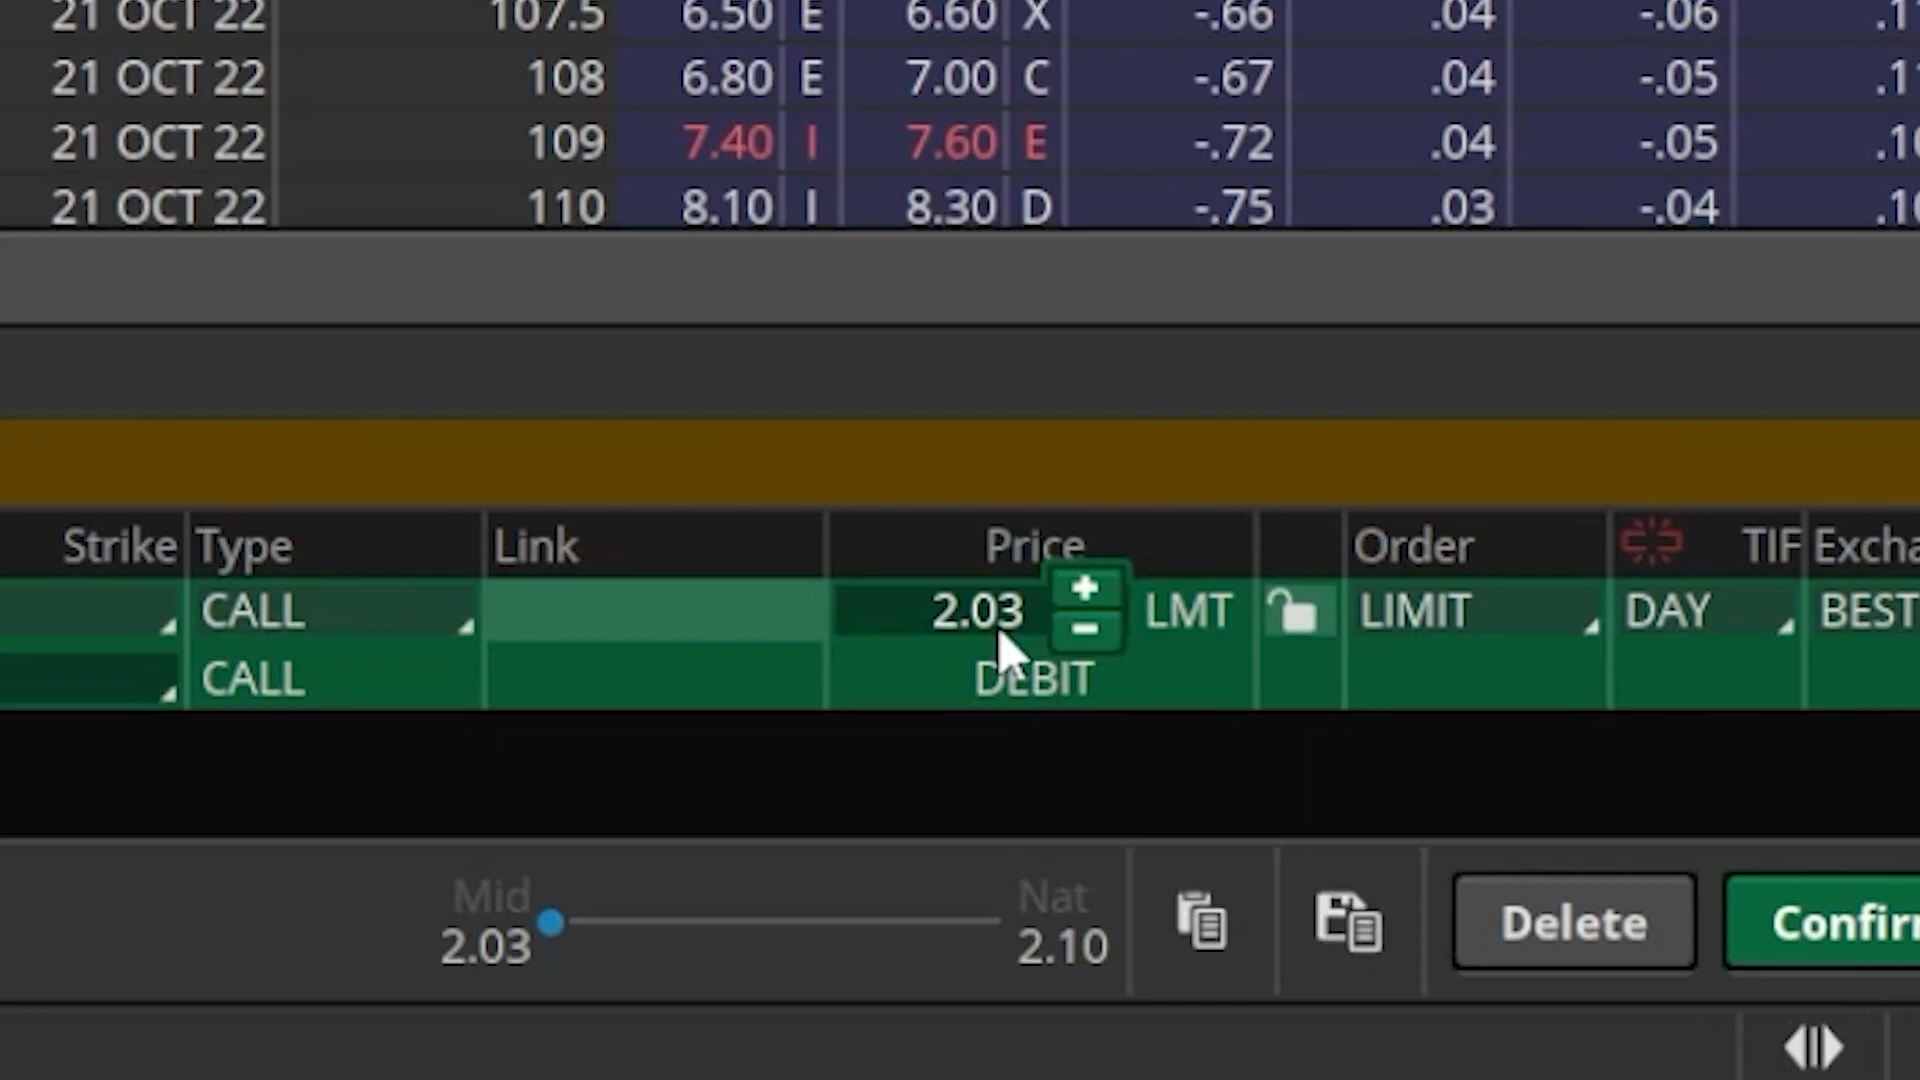 21 OCT 22 107.5 6.50 E 6.60 X -.66 .04 -.06
21 OCT 22 108 6.80 E 7.00 C -.67 .04 -.05
21 OCT 22 109 7.40 I 7.60 E -.72 .04 -.05
21 OCT 22 110 8.10 I 8.30 D -.75 .03 -.04
Strike Type Link Price Order TIF Excha
CALL 2.03 + - LMT LIMIT DAY BEST
CALL DEBIT
Mid Nat
2.03 2.10
Delete Confir